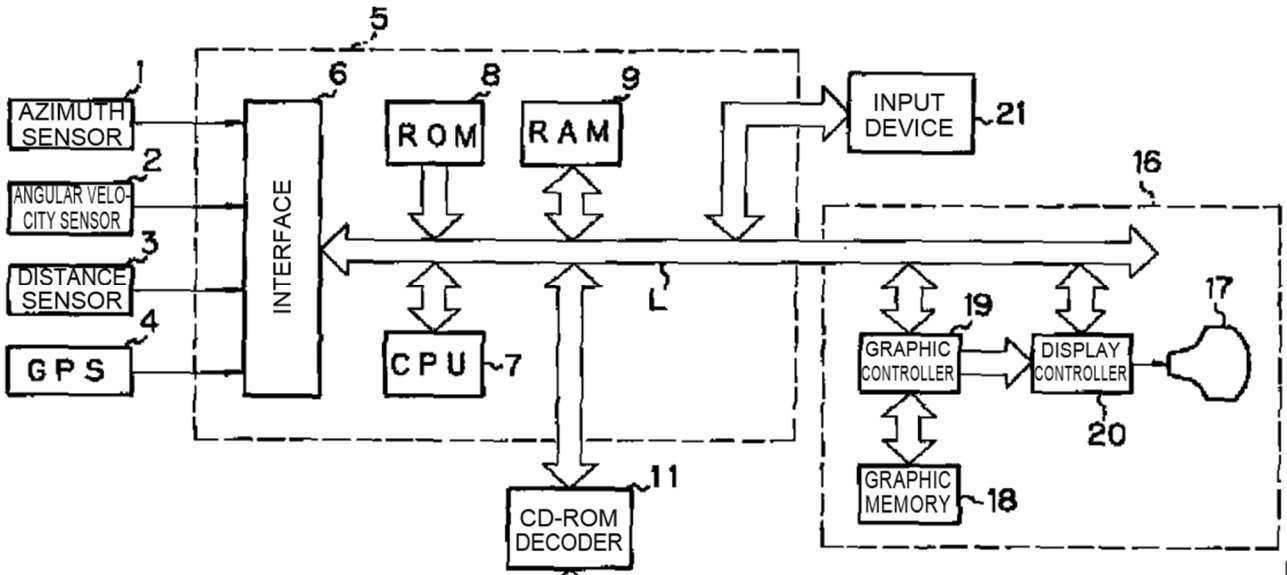 5
1
AZIMUTH
SENSOR
2
ANGULAR VELO-
CITY SENSOR
3
DISTANCE
SENSOR
4
GPS
6
INTERFACE
8
ROM
9
RAM
CPU
7
L
11
CD-ROM
DECODER
INPUT
DEVICE
21
16
19
GRAPHIC
CONTROLLER
DISPLAY
CONTROLLER
20
17
GRAPHIC
MEMORY
18